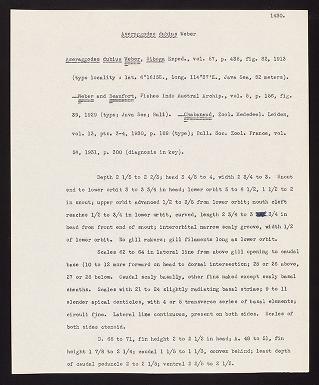 1430.
Aseraggodes dubius Weber
Aseraggodes dubius Weber, Siboga Exped., vol. 57, p. 438, fig. 82, 1913
(type locality: lat. 6°16'S., long. 114°37'E., Java Sea, 82 meters).
—Weber and Beaufort, Fishes Indo Austral Archip., vol. 5, p. 156, fig.
39, 1929 (type; Java Sea; Bali). —Chabanaud, Zool. Mededeel. Leiden,
vol. 13, pts. 3-4, 1930, p. 189 (type); Bull. Soc. Zool. France, vol.
56, 1931, p. 300 (diagnosis in key).
Depth 2 1/5 to 2 2/3; head 3 4/5 to 4, width 2 3/4 to 3. Snout
end to lower orbit 3 to 3 3/4 in head; lower orbit 5 to 6 1/2, 1 1/2 to 2
in snout; upper orbit advanced 1/2 to 2/3 from lower orbit; mouth cleft
reaches 1/2 to 3/4 in lower orbit, curved, length 2 3/4 to 3 3/4 in
head from front end of snout; interorbital narrow scaly groove, width 1/2
of lower orbit. No gill rakers; gill filaments long as lower orbit.
Scales 62 to 64 in lateral line from above gill opening to caudal
base (10 to 12 more forward on head to dorsal intersection; 25 or 26 above,
27 or 28 below. Caudal scaly basally, other fins naked except scaly basal
sheaths. Scales with 21 to 24 slightly radiating basal striae; 9 to 11
slender apical denticles, with 4 or 5 transverse series of basal elements;
circuli fine. Lateral line continuous, present on both sides. Scales of
both sides ctenoid.
D. 65 to 71, fin height 2 to 2 1/2 in head; A. 48 to 51, fin
height 1 7/8 to 2 1/4; caudal 1 1/5 to 1 1/3, convex behind; least depth
of caudal peduncle 2 to 2 1/5; ventral 2 2/5 to 2 1/2.